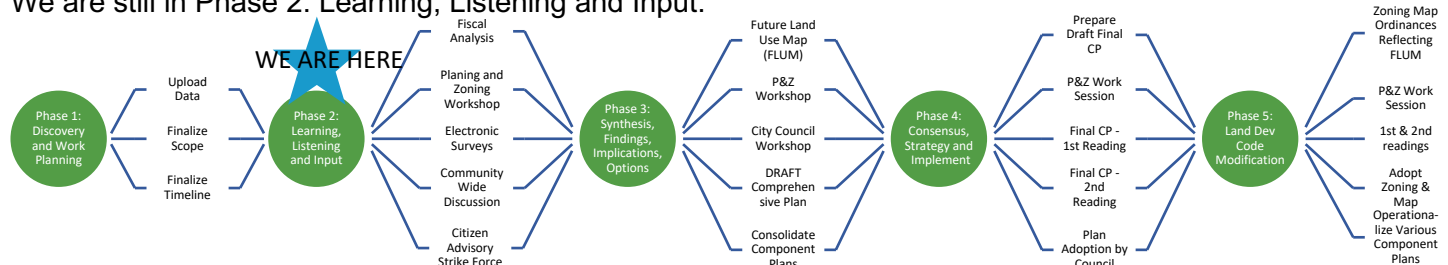 We are still in Phase 2: Learning, Listening and Input.
WE ARE HERE
Phase 1:
Discovery
and Work
Planning
Upload
Data
Finalize
Scope
Finalize
Timeline
Phase 2:
Learning,
Listening
and Input
Fiscal
Analysis
Planing and
Zoning
Workshop
Electronic
Surveys
Community
Wide
Discussion
Citizen
Advisory
Strike Force
Phase 3:
Synthesis,
Findings,
Implications,
Options
Future Land
Use Map
(FLUM)
P&Z
Workshop
City Council
Workshop
DRAFT
Comprehen
sive Plan
Consolidate
Component
Plans
Phase 4:
Consensus,
Strategy and
Implement
Prepare
Draft Final
CP
P&Z Work
Session
Final CP -
1st Reading
Final CP -
2nd
Reading
Plan
Adoption by
Council
Phase 5:
Land Dev
Code
Modification
Zoning Map
Ordinances
Reflecting
FLUM
P&Z Work
Session
1st & 2nd
readings
Adopt
Zoning &
Map
Operationa-
lize Various
Component
Plans